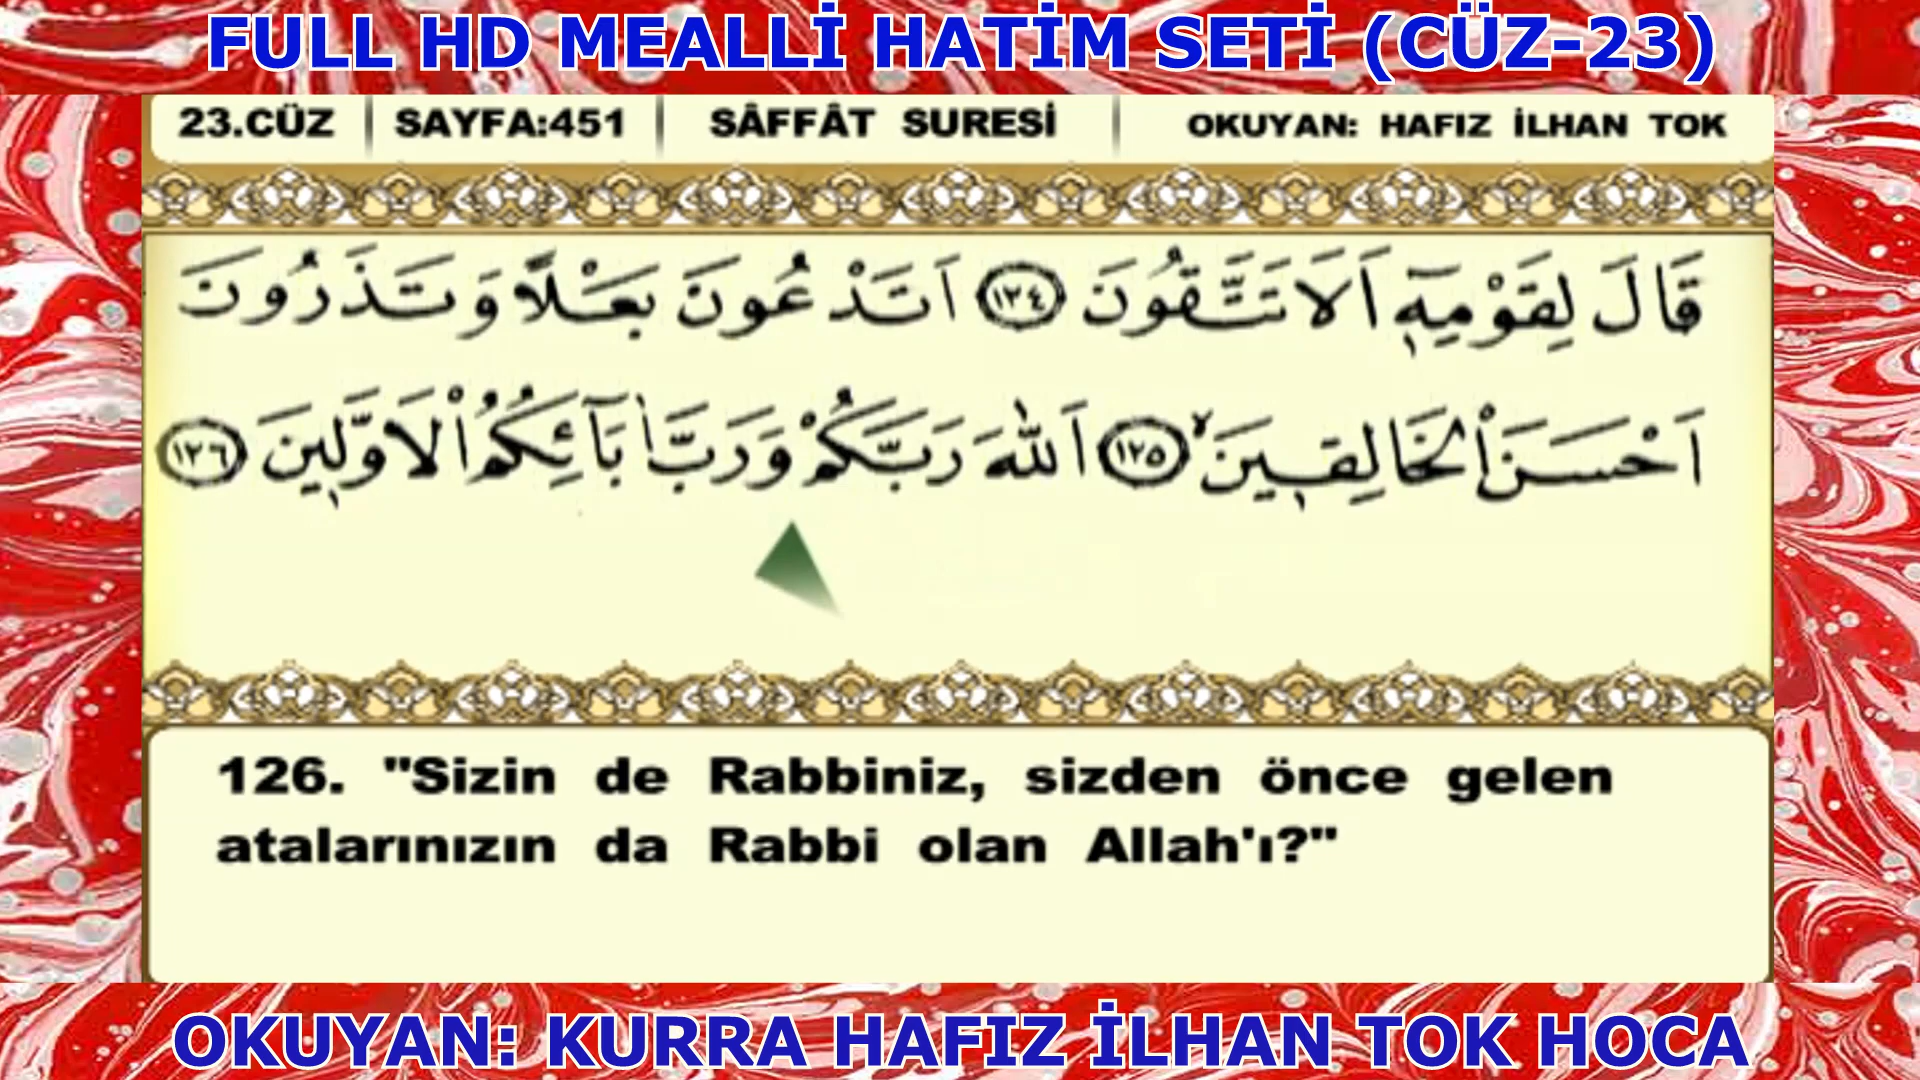 FULL HD MEALLİ HATİM SETİ (CÜZ-23)
23.CÜZ | SAYFA:451 | SÂFFÂT SURESİ | OKUYAN: HAFIZ İLHAN TOK
قَالَ لِقَوْمِهٖٓ اَلَا تَتَّقُونَ ﴿١٢٤﴾ اَتَدْعُونَ بَعْلًا وَتَذَرُونَ
اَحْسَنَ الْخَالِقٖينَۙ ﴿١٢٥﴾ اَللّٰهَ رَبَّكُمْ وَرَبَّ اٰبَٓائِكُمُ الْاَوَّلٖينَ ﴿١٢٦﴾
126. "Sizin de Rabbiniz, sizden önce gelen
atalarınızın da Rabbi olan Allah'ı?"
OKUYAN: KURRA HAFIZ İLHAN TOK HOCA